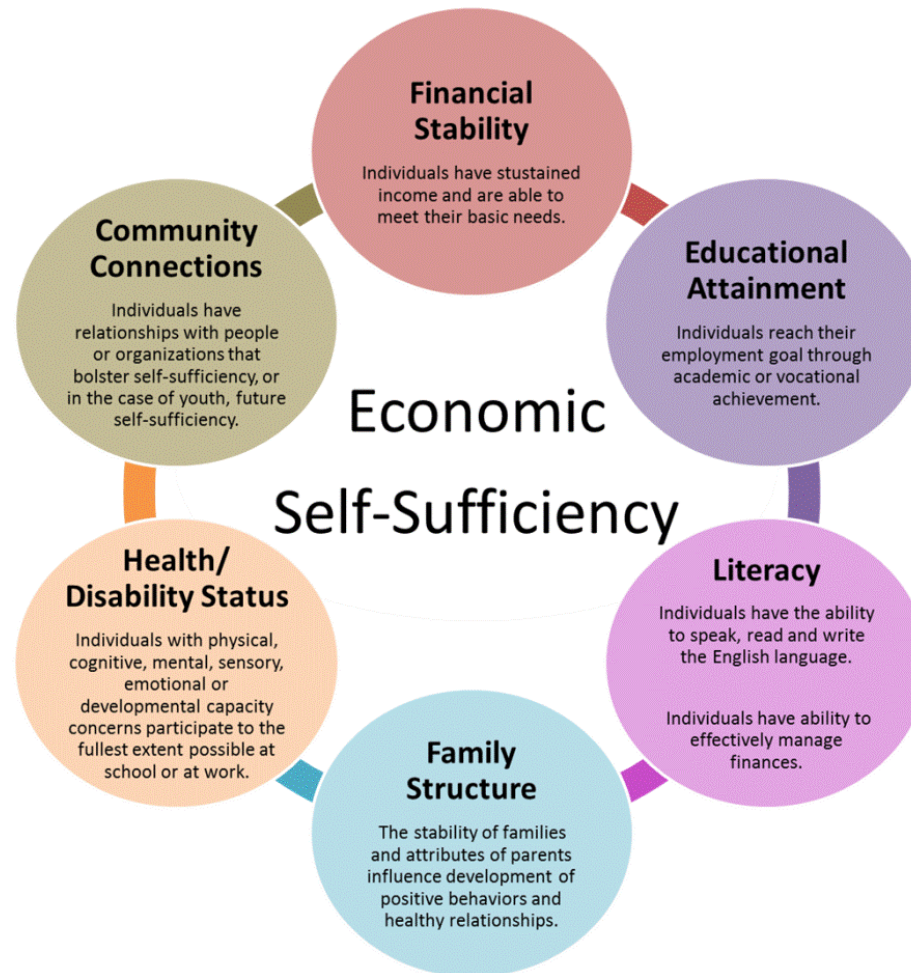 Financial
Stability
Individuals have stustained
income and are able to
meet their basic needs.
Educational
Attainment
Individuals reach their
employment goal through
academic or vocational
achievement.
Literacy
Individuals have the ability
to speak, read and write
the English language.
Individuals have ability to
effectively manage
finances.
Family
Structure
The stability of families
and attributes of parents
influence development of
positive behaviors and
healthy relationships.
Health/
Disability Status
Individuals with physical,
cognitive, mental, sensory,
emotional or
developmental capacity
concerns participate to the
fullest extent possible at
school or at work.
Community
Connections
Individuals have
relationships with people
or organizations that
bolster self-sufficiency, or
in the case of youth, future
self-sufficiency.
Economic
Self-Sufficiency